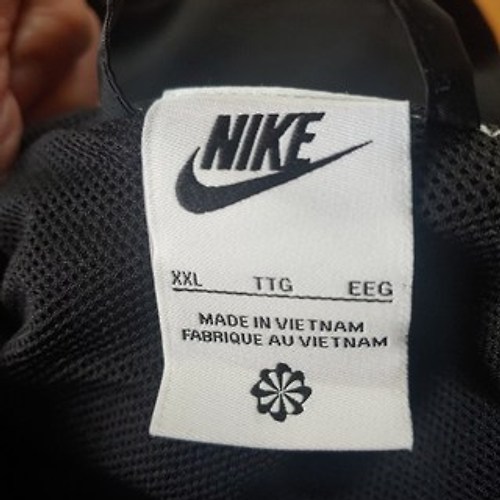 NIKE
XXL TTG EEG
MADE IN VIETNAM
FABRIQUE AU VIETNAM